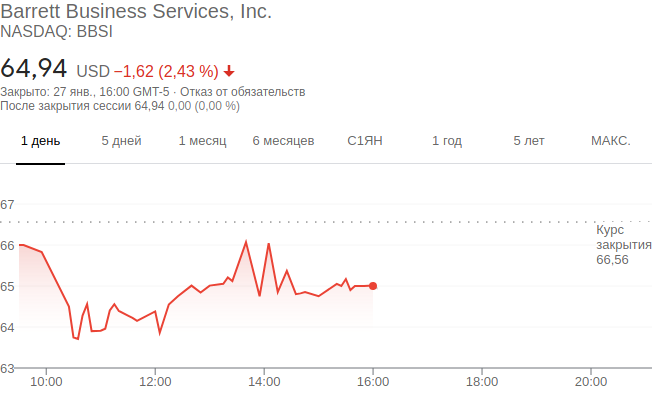 Barrett Business Services, Inc.
NASDAQ: BBSI
64,94 USD −1,62 (2,43 %)
Закрыто: 27 янв., 16:00 GMT-5 · Отказ от обязательств
После закрытия сессии 64,94 0,00 (0,00 %)
1 день 5 дней 1 месяц 6 месяцев С1ЯН 1 год 5 лет МАКС.
67
Курс
66
закрытия
66,56
65
64
63
10:00 12:00 14:00 16:00 18:00 20:00